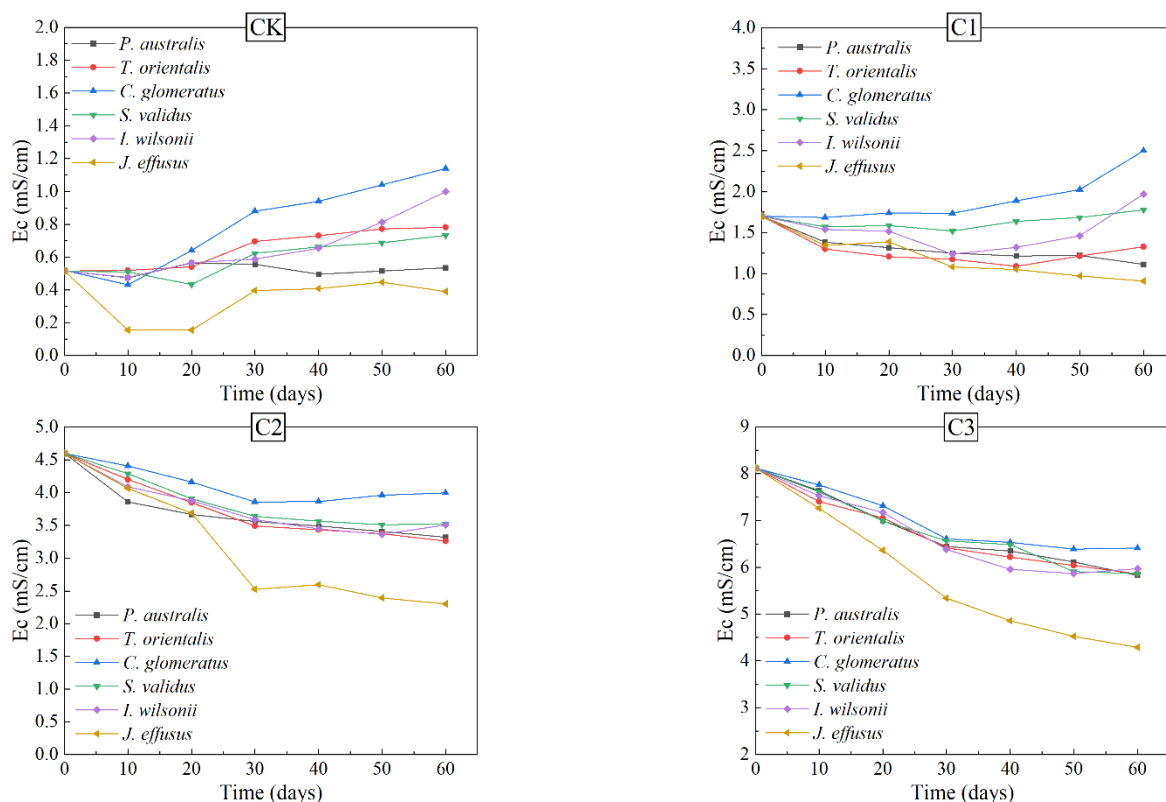 CK
2.0
1.8
1.6
1.4
1.2
1.0
0.8
0.6
0.4
0.2
0.0
Ec (mS/cm)
P. australis
T. orientalis
C. glomeratus
S. validus
I. wilsonii
J. effusus
0 10 20 30 40 50 60
Time (days)
C1
4.0
3.5
3.0
2.5
2.0
1.5
1.0
0.5
0.0
Ec (mS/cm)
P. australis
T. orientalis
C. glomeratus
S. validus
I. wilsonii
J. effusus
0 10 20 30 40 50 60
Time (days)
C2
5.0
4.5
4.0
3.5
3.0
2.5
2.0
1.5
1.0
0.5
0.0
Ec (mS/cm)
P. australis
T. orientalis
C. glomeratus
S. validus
I. wilsonii
J. effusus
0 10 20 30 40 50 60
Time (days)
C3
9
8
7
6
5
4
3
2
Ec (mS/cm)
P. australis
T. orientalis
C. glomeratus
S. validus
I. wilsonii
J. effusus
0 10 20 30 40 50 60
Time (days)